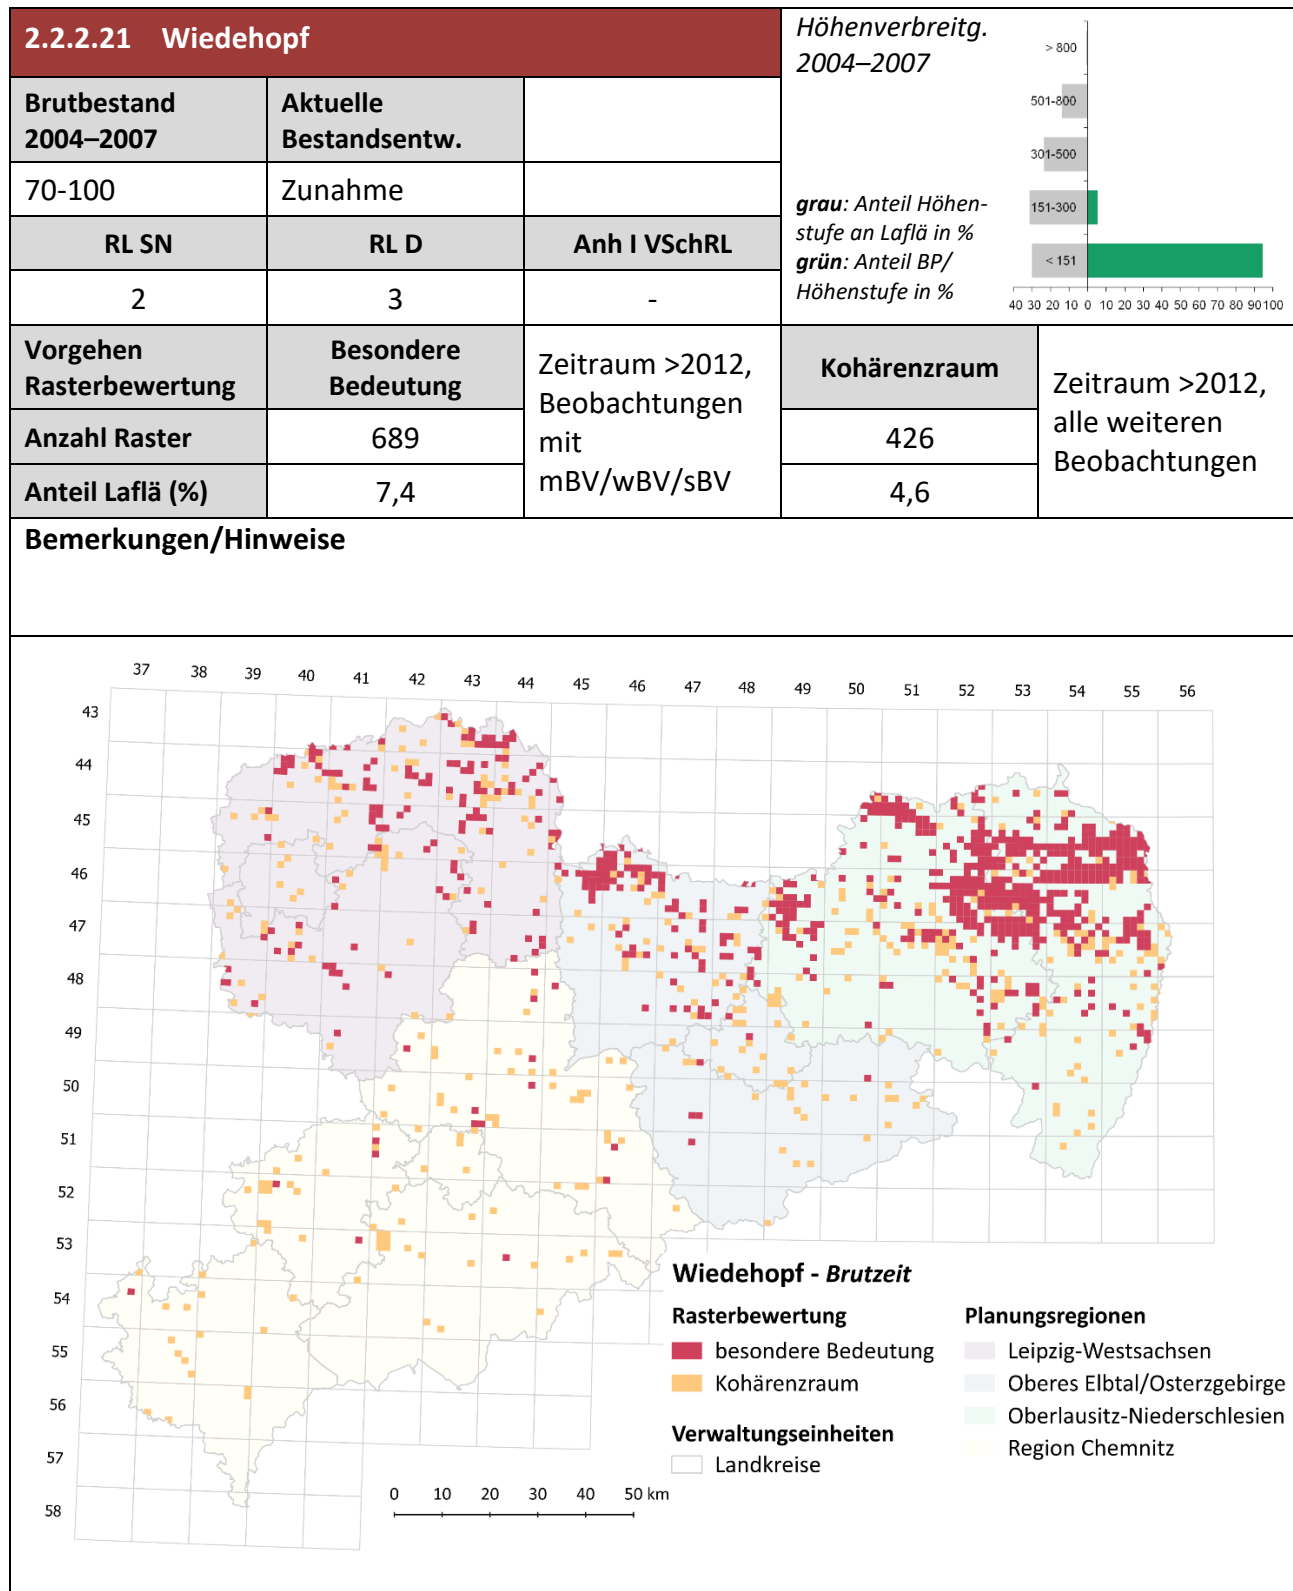 2.2.2.21 Wiedehopf
Höhenverbreitg.
2004–2007
> 800
501-800
301-500
151-300
< 151
40 30 20 10 0 10 20 30 40 50 60 70 80 90 100
grau: Anteil Höhen-
stufe an Laflä in %
grün: Anteil BP/
Höhenstufe in %
Brutbestand
2004–2007
Aktuelle
Bestandsentw.
70-100
Zunahme
RL SN
RL D
Anh I VSchRL
2
3
-
Vorgehen
Rasterbewertung
Besondere
Bedeutung
Zeitraum >2012,
Beobachtungen
mit
mBV/wBV/sBV
Kohärenzraum
Zeitraum >2012,
alle weiteren
Beobachtungen
Anzahl Raster
689
426
Anteil Laflä (%)
7,4
4,6
Bemerkungen/Hinweise
37 38 39 40 41 42 43 44 45 46 47 48 49 50 51 52 53 54 55 56
43
44
45
46
47
48
49
50
51
52
53
54
55
56
57
58
Wiedehopf - Brutzeit
Rasterbewertung
besondere Bedeutung
Kohärenzraum
Verwaltungseinheiten
Landkreise
Planungsregionen
Leipzig-Westsachsen
Oberes Elbtal/Osterzgebirge
Oberlausitz-Niederschlesien
Region Chemnitz
0 10 20 30 40 50 km